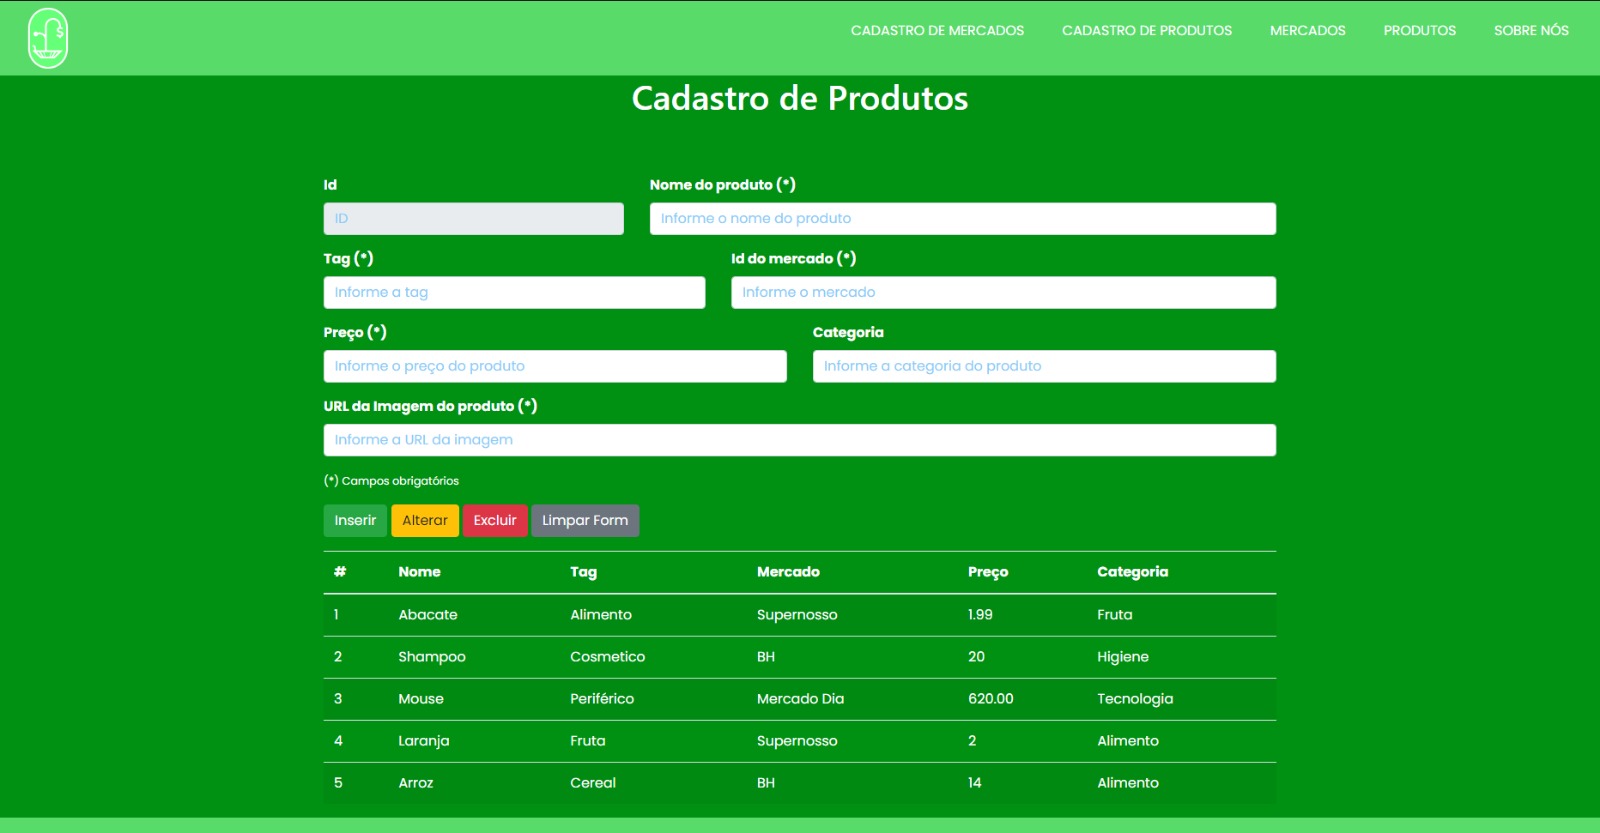 $
CADASTRO DE MERCADOS CADASTRO DE PRODUTOS MERCADOS PRODUTOS SOBRE NÓS
Cadastro de Produtos
Id Nome do produto (*)
ID Informe o nome do produto
Tag (*) Id do mercado (*)
Informe a tag Informe o mercado
Preço (*) Categoria
Informe o preço do produto Informe a categoria do produto
URL da Imagem do produto (*)
Informe a URL da imagem
(*) Campos obrigatórios
Inserir Alterar Excluir Limpar Form
# Nome Tag Mercado Preço Categoria
1 Abacate Alimento Supernosso 1.99 Fruta
2 Shampoo Cosmetico BH 20 Higiene
3 Mouse Periférico Mercado Dia 620.00 Tecnologia
4 Laranja Fruta Supernosso 2 Alimento
5 Arroz Cereal BH 14 Alimento